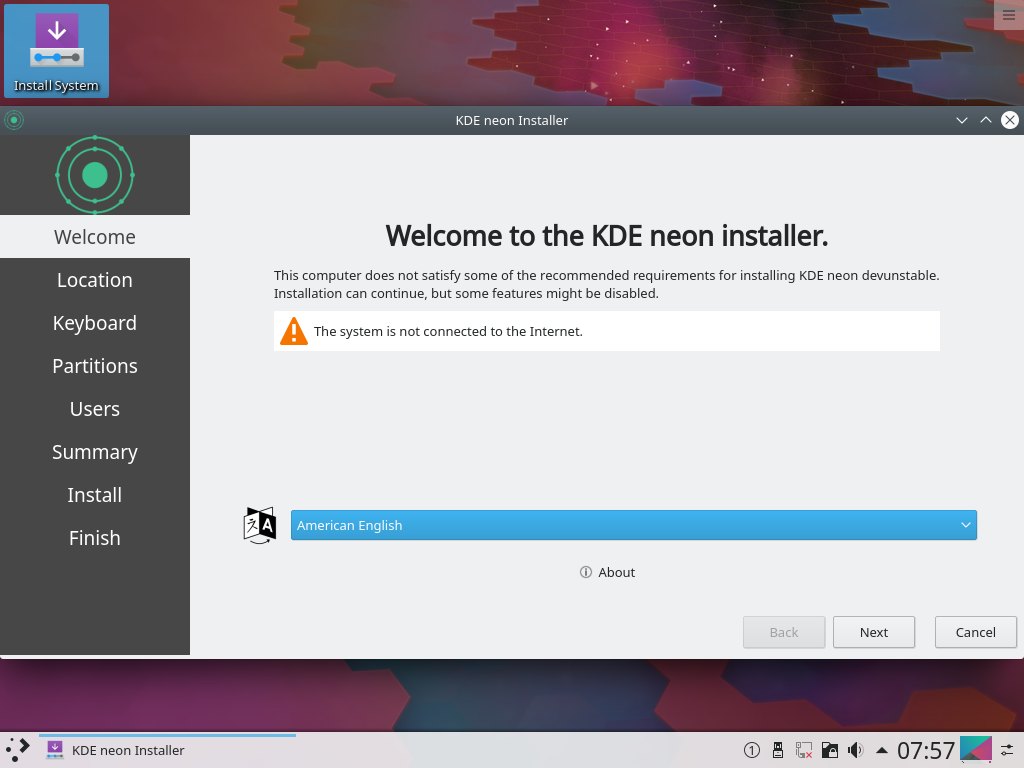 Install System
KDE neon Installer
Welcome
Location
Keyboard
Partitions
Users
Summary
Install
Finish
Welcome to the KDE neon installer.
This computer does not satisfy some of the recommended requirements for installing KDE neon devunstable.
Installation can continue, but some features might be disabled.
The system is not connected to the Internet.
文 A
American English
About
Back
Next
Cancel
KDE neon Installer
1
07:57